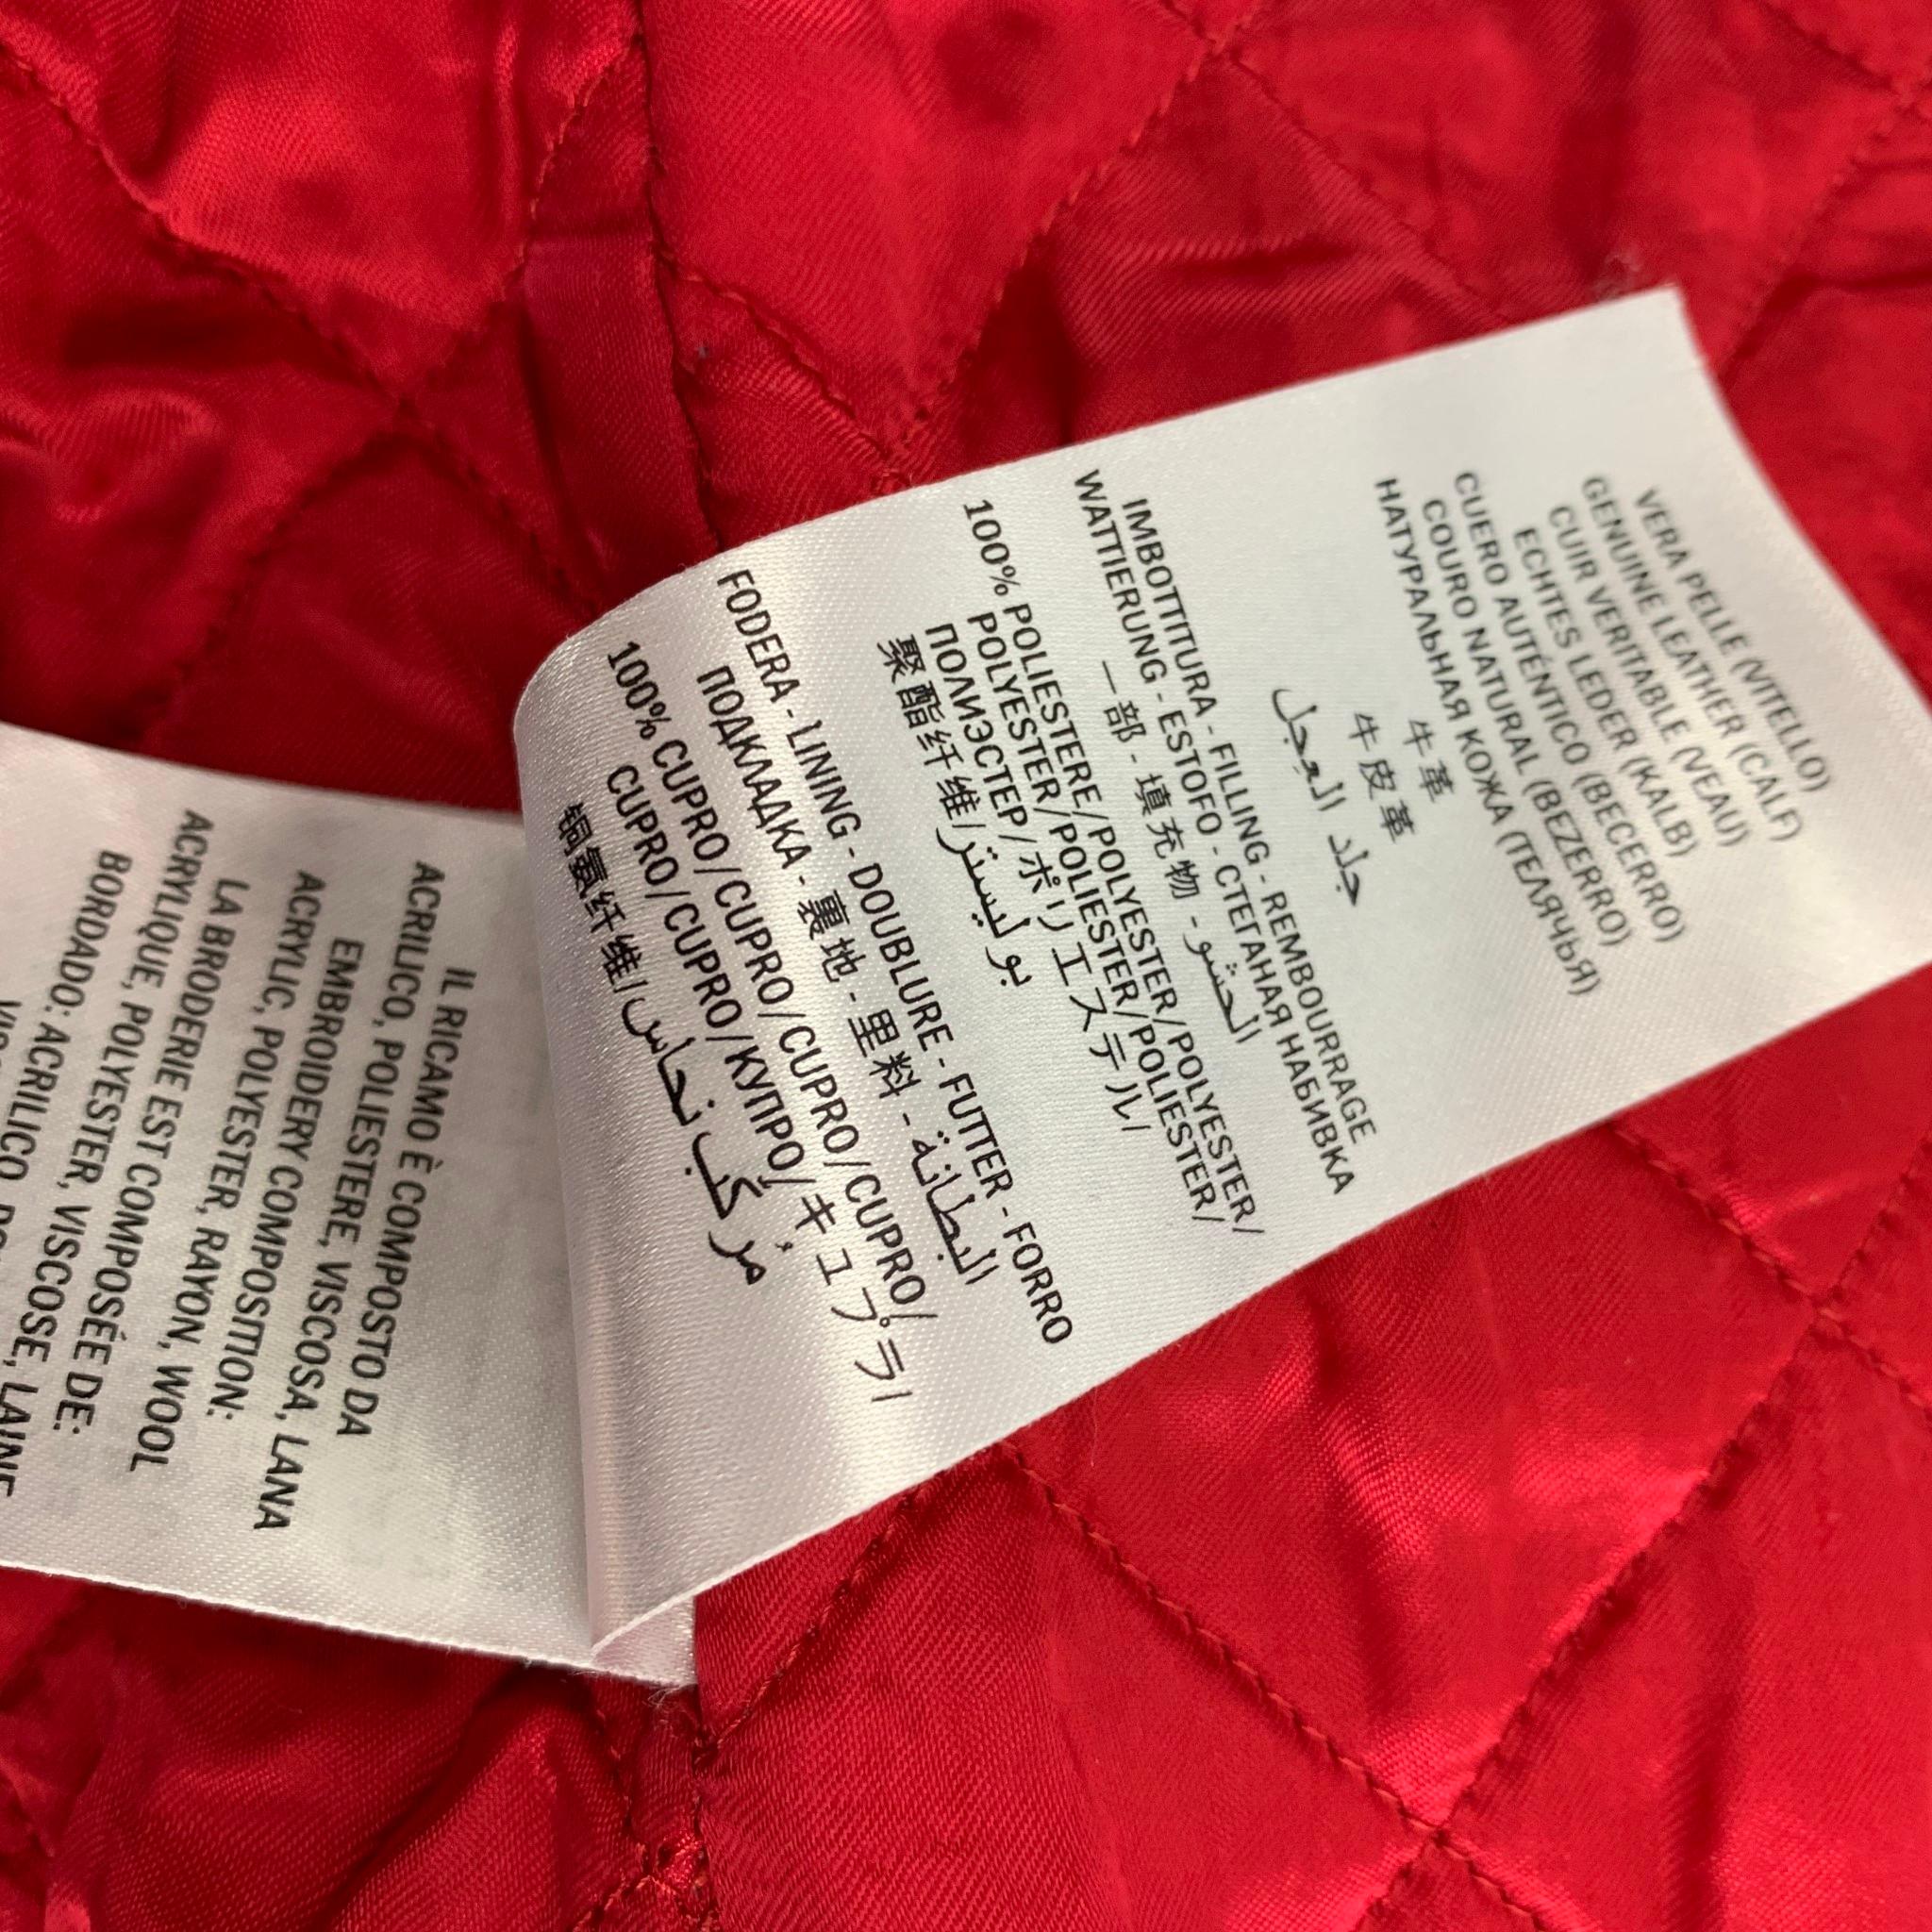 VERA PELLE (VITELLO)
GENUINE LEATHER (CALF)
CUIR VERITABLE (VEAU)
ECHTES LEDER (KALB)
CUERO AUTÉNTICO (BECERRO)
COURO NATURAL (BEZERRO)
НАТУРАЛЬНАЯ КОЖА (ТЕЛЯЧЬЯ)
牛革
牛皮革
جلد العجل
IMBOTTITURA - FILLING - REMBOURRAGE
WATTIERUNG - ESTOFO - СТЕГАНАЯ НАБИВКА
一部 - 填充物 - الحشو
100% POLIESTERE/POLYESTER/POLYESTER/
POLYESTER/POLIESTER/POLIESTER/
ПОЛИЭСТЕР/ポリエステル/
聚酯纤维/بوليستر
FODERA - LINING - DOUBLURE - FUTTER - FORRO
ПОДКЛАДКА - 裏地 - 里料 - البطانة
100% CUPRO/CUPRO/CUPRO/CUPRO/
CUPRO/CUPRO/КУПРО/キュプラ/
铜氨纤维/مركب نحاس
IL RICAMO È COMPOSTO DA
ACRILICO, POLIESTERE, VISCOSA, LANA
EMBROIDERY COMPOSITION:
ACRYLIC, POLYESTER, RAYON, WOOL
LA BRODERIE EST COMPOSÉE DE:
ACRYLIQUE, POLYESTER, VISCOSE, LAINE
BORDADO: ACRILICO,